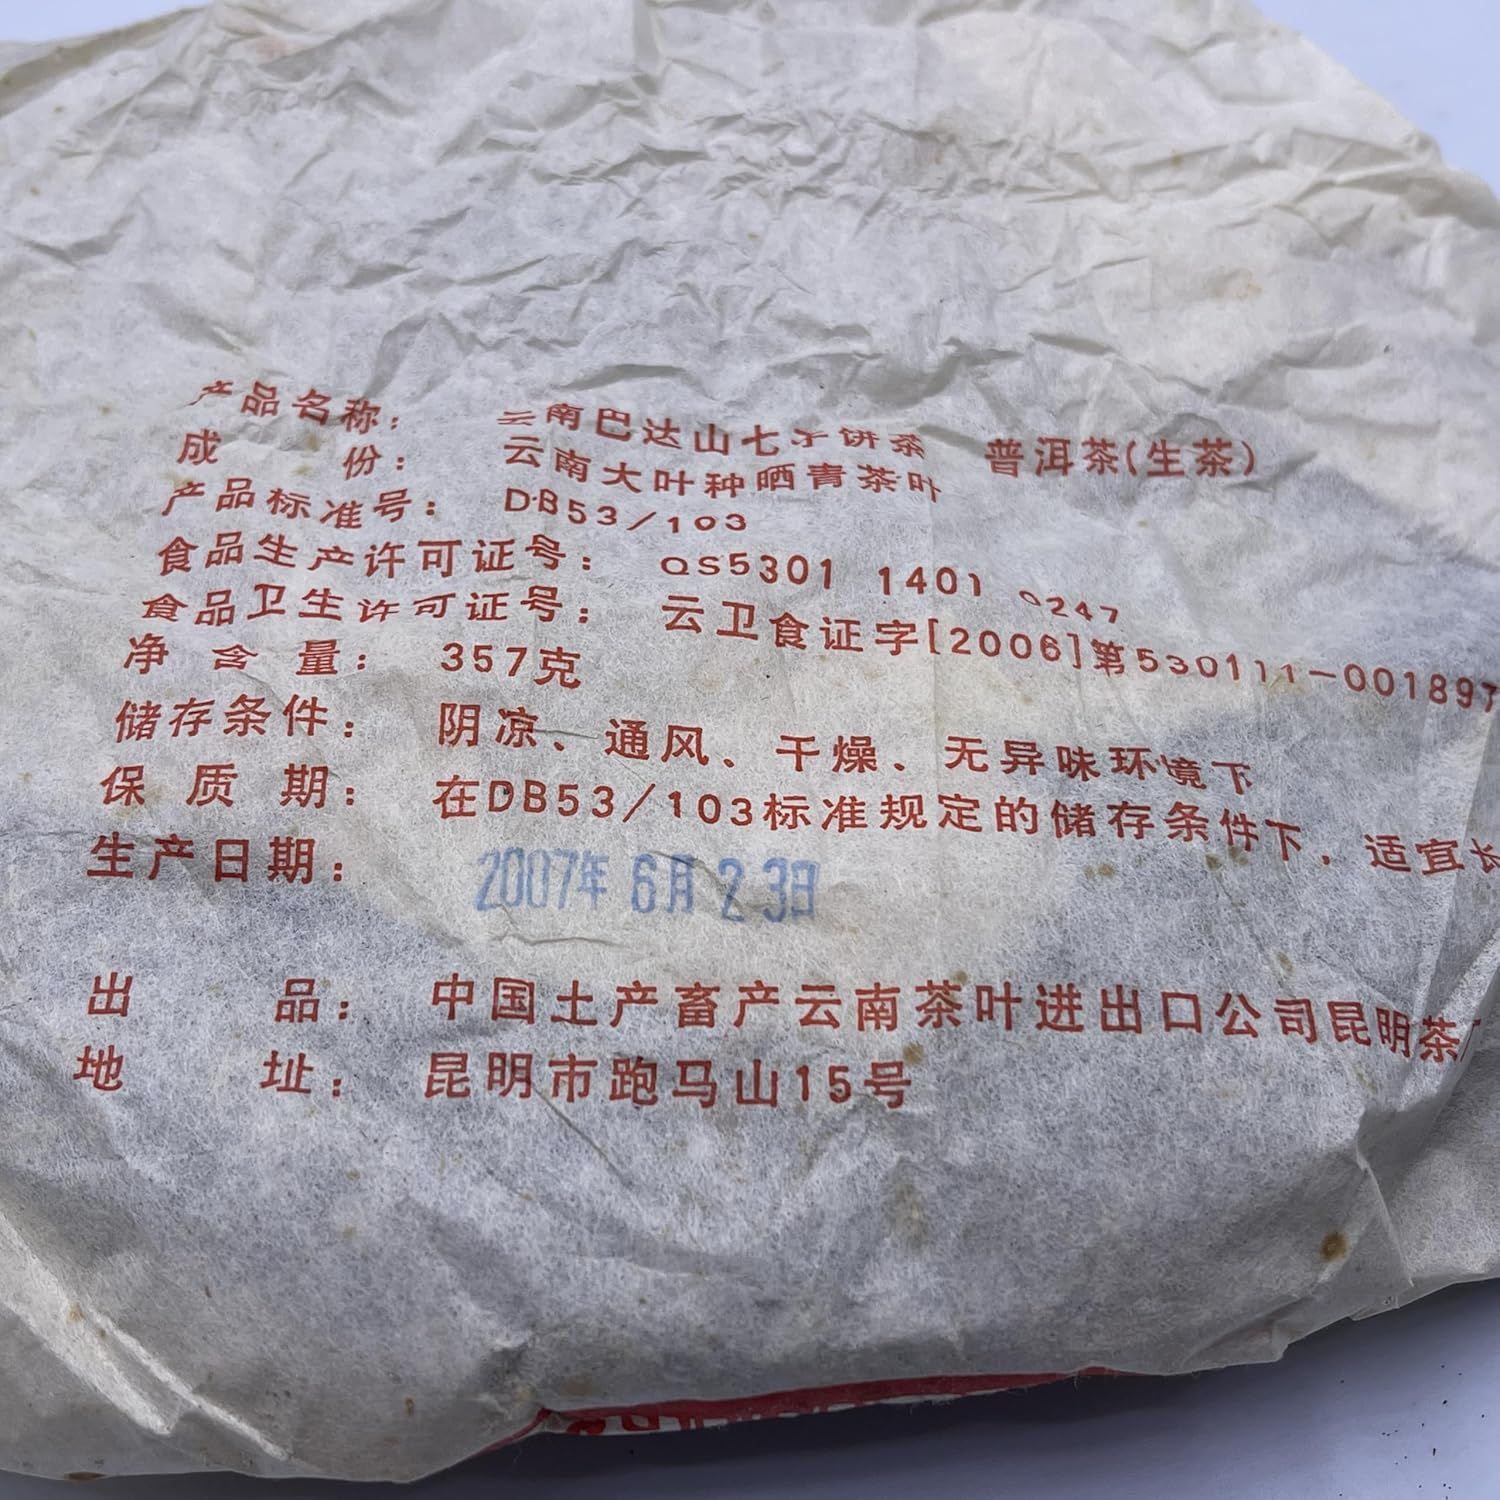 产品名称： 云南巴达山七子饼茶 普洱茶(生茶)
成 份： 云南大叶种晒青茶叶
产品标准号： DB53/103
食品生产许可证号： QS5301 1401 0247
食品卫生许可证号： 云卫食证字[2006]第530111-001897
净 含 量： 357克
储存条件： 阴凉、通风、干燥、无异味环境下
保 质 期： 在DB53/103标准规定的储存条件下，适宜长
生产日期： 2007年6月23日
出 品： 中国土产畜产云南茶叶进出口公司昆明茶厂
地 址： 昆明市跑马山15号